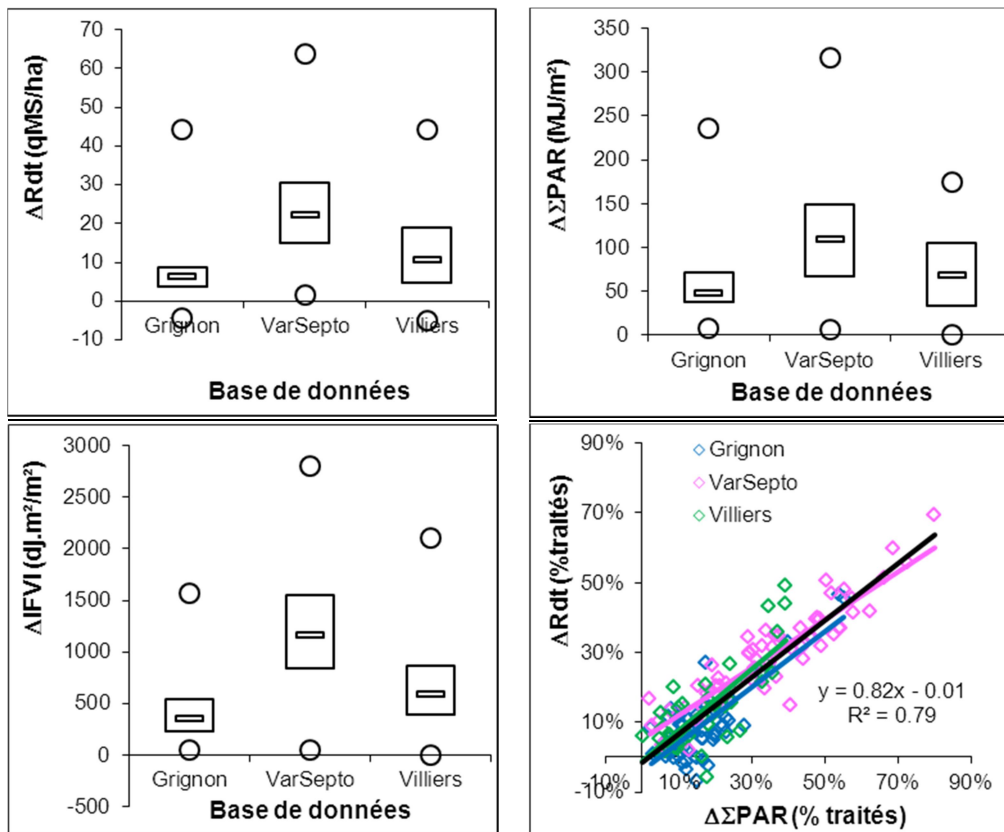 ΔRdt (qMS/ha)
70
60
50
40
30
20
10
0
-10
Grignon VarSepto Villiers
Base de données
ΔΣPAR (MJ/m²)
350
300
250
200
150
100
50
0
Grignon VarSepto Villiers
Base de données
ΔIFVI (dj.m²/m²)
3000
2500
2000
1500
1000
500
0
-500
Grignon VarSepto Villiers
Base de données
ΔRdt (%traités)
90%
70%
50%
30%
10%
-10%
Grignon
VarSepto
Villiers
y = 0.82x - 0.01
R² = 0.79
-10% 10% 30% 50% 70% 90%
ΔΣPAR (% traités)